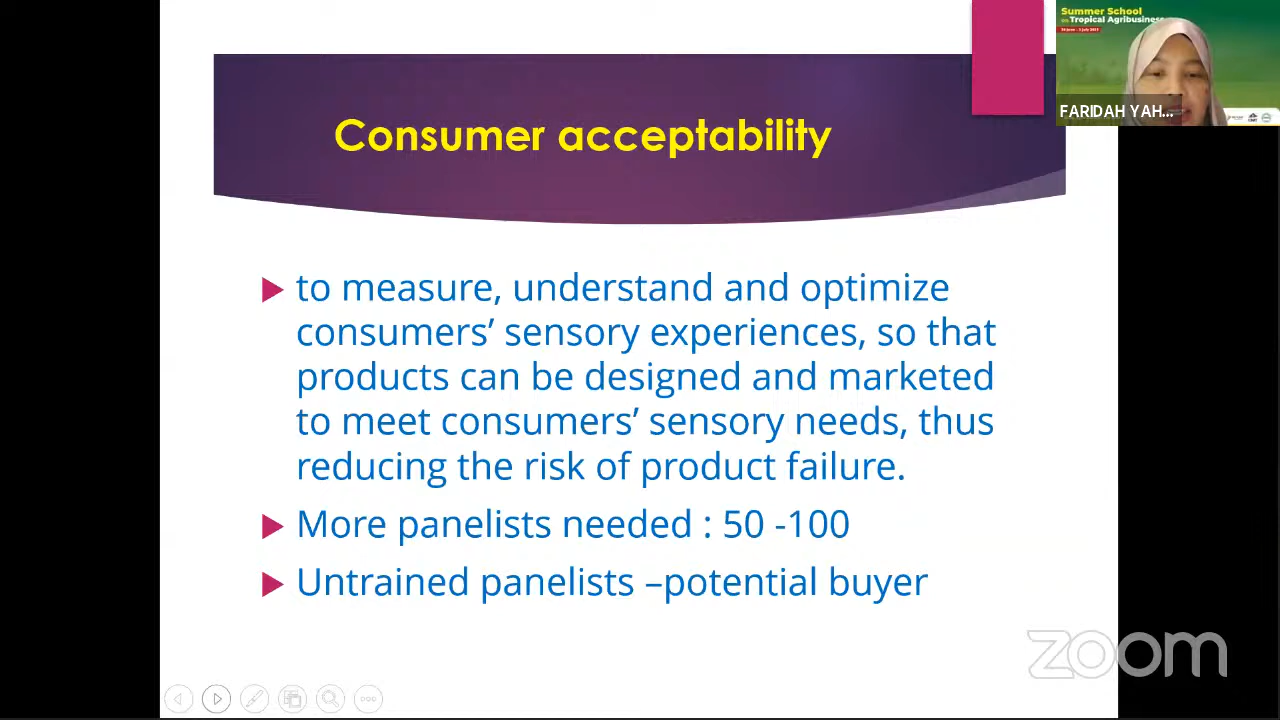 Summer School
on Tropical Agribusiness
FARIDAH YAH...
Consumer acceptability
to measure, understand and optimize
consumers’ sensory experiences, so that
products can be designed and marketed
to meet consumers’ sensory needs, thus
reducing the risk of product failure.
More panelists needed : 50 -100
Untrained panelists –potential buyer
zoom